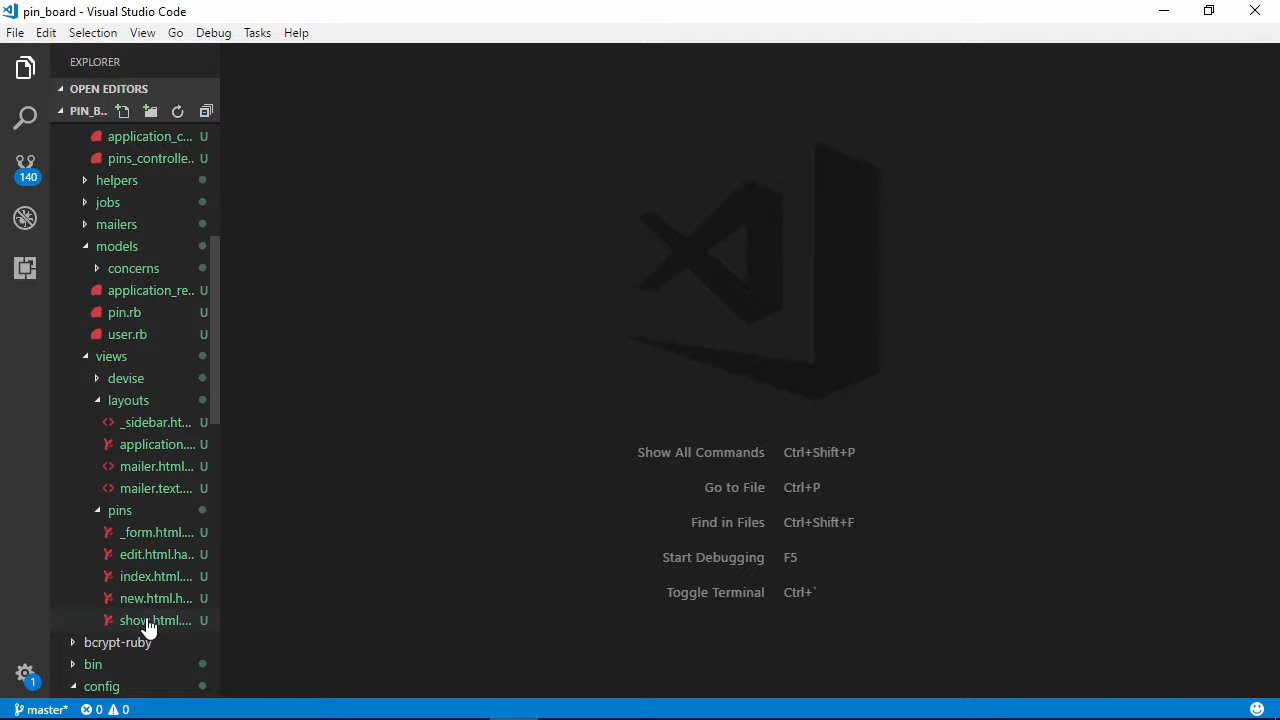 pin_board - Visual Studio Code
File Edit Selection View Go Debug Tasks Help
EXPLORER
OPEN EDITORS
PIN_B..
application_c... U
pins_controlle.. U
helpers
jobs
mailers
models
concerns
application_re.. U
pin.rb U
user.rb U
views
devise
layouts
_sidebar.ht... U
application.... U
mailer.html... U
mailer.text.... U
pins
_form.html.... U
edit.html.ha.. U
index.html.... U
new.html.h... U
show.html.... U
bcrypt-ruby
bin
config
140
1
Show All Commands Ctrl+Shift+P
Go to File Ctrl+P
Find in Files Ctrl+Shift+F
Start Debugging F5
Toggle Terminal Ctrl+`
master* 0 0